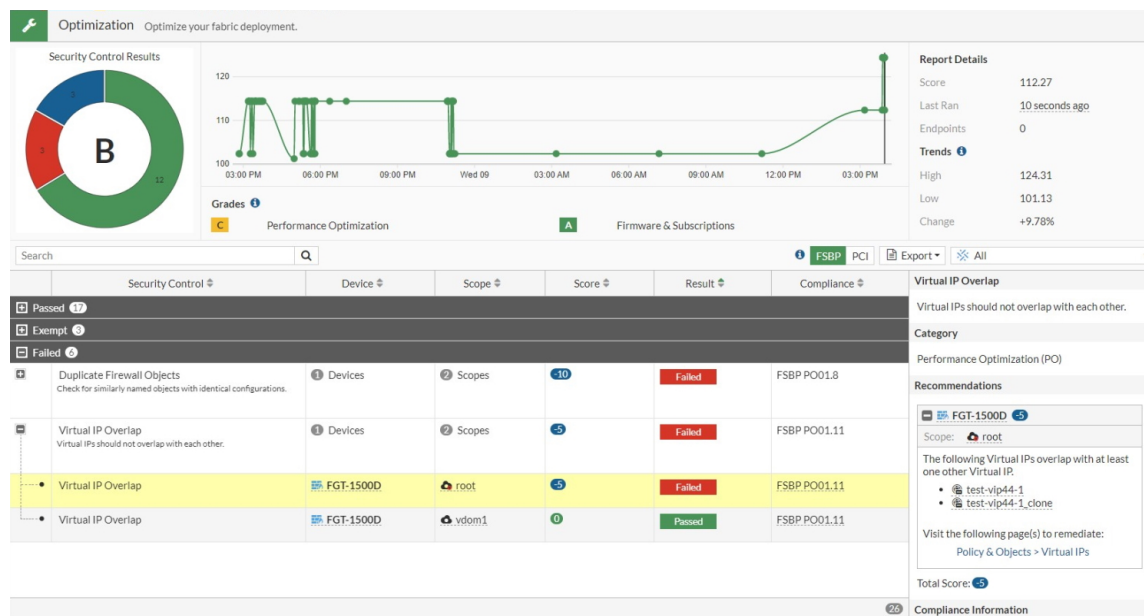 Optimization Optimize your fabric deployment.
Security Control Results
3
3
12
B
120
110
100
03:00 PM 06:00 PM 09:00 PM Wed 09 03:00 AM 06:00 AM 09:00 AM 12:00 PM 03:00 PM
Grades
C Performance Optimization A Firmware & Subscriptions
Report Details
Score 112.27
Last Ran 10 seconds ago
Endpoints 0
Trends
High 124.31
Low 101.13
Change +9.78%
Search FSBP PCI Export All
Security Control Device Scope Score Result Compliance
Passed 17
Exempt 3
Failed 6
Duplicate Firewall Objects 1 Devices 2 Scopes -10 Failed FSBP PO01.8
Check for similarly named objects with identical configurations.
Virtual IP Overlap 1 Devices 2 Scopes -5 Failed FSBP PO01.11
Virtual IPs should not overlap with each other.
Virtual IP Overlap FGT-1500D root -5 Failed FSBP PO01.11
Virtual IP Overlap FGT-1500D vdom1 0 Passed FSBP PO01.11
26
Virtual IP Overlap
Virtual IPs should not overlap with each other.
Category
Performance Optimization (PO)
Recommendations
FGT-1500D -5
Scope: root
The following Virtual IPs overlap with at least
one other Virtual IP.
test-vip44-1
test-vip44-1_clone
Visit the following page(s) to remediate:
Policy & Objects > Virtual IPs
Total Score: -5
Compliance Information